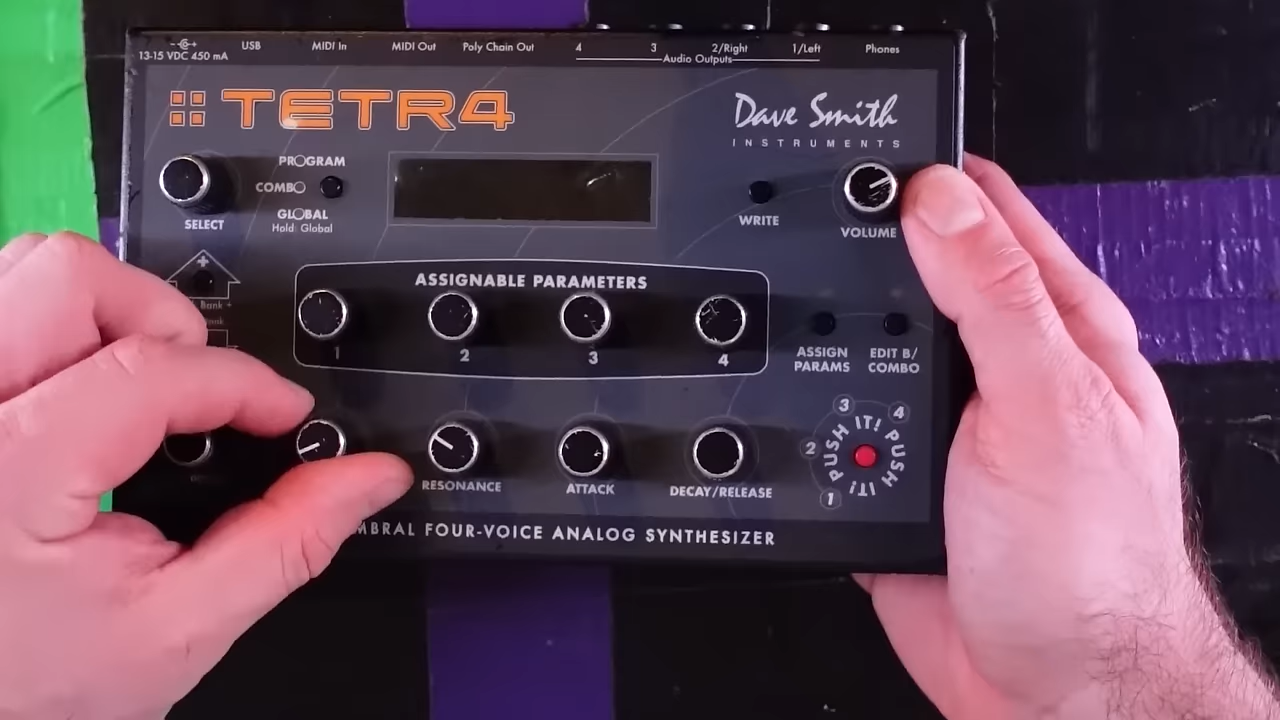 13-15 VDC 450 mA
USB
MIDI In
MIDI Out
Poly Chain Out
4
3
2/Right
1/Left
Audio Outputs
Phones
TETR4
Dave Smith
INSTRUMENTS
PROGRAM
COMBO
GLOBAL
Hold: Global
SELECT
WRITE
VOLUME
+
Bank +
ASSIGNABLE PARAMETERS
1
2
3
4
ASSIGN
PARAMS
EDIT B/
COMBO
RESONANCE
ATTACK
DECAY/RELEASE
1
2
3
4
PUSH IT! PUSH IT!
FOUR-VOICE ANALOG SYNTHESIZER